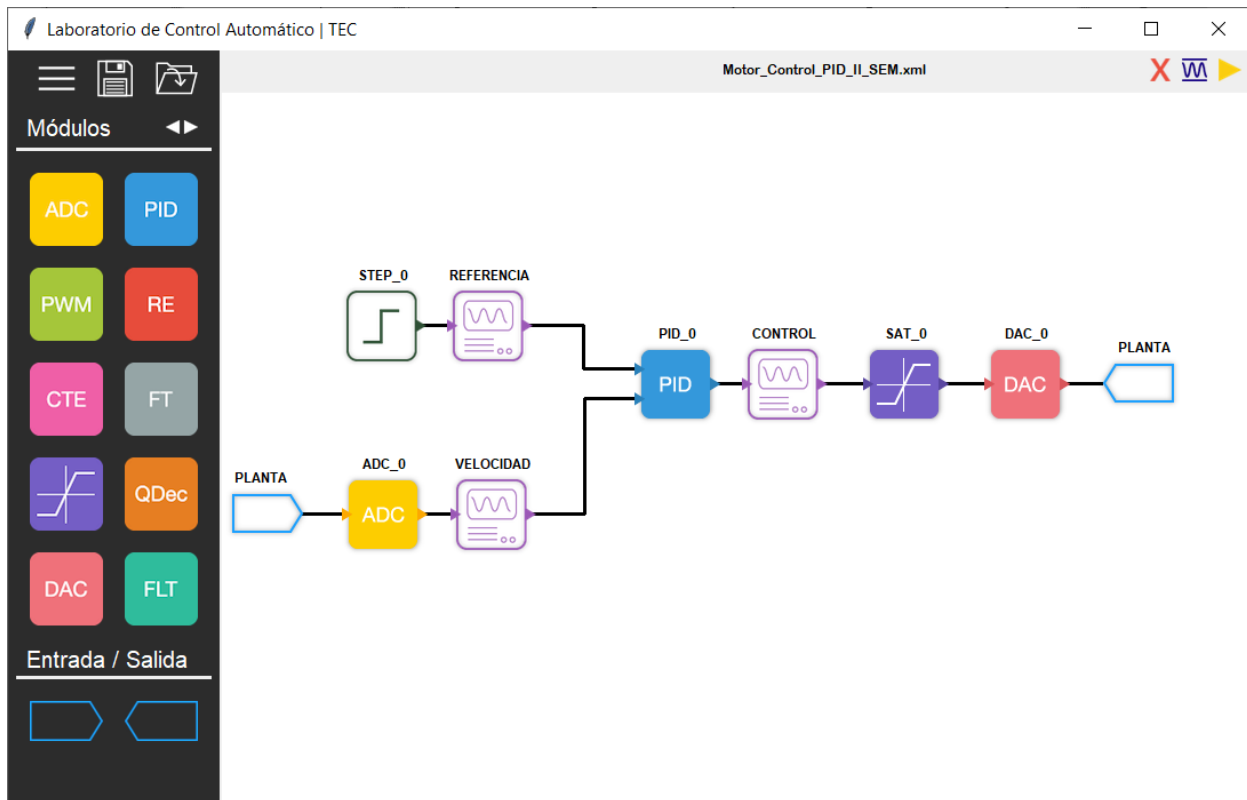 Laboratorio de Control Automático | TEC
Motor_Control_PID_II_SEM.xml
Módulos
ADC PID
PWM RE
CTE FT
QDec
DAC FLT
Entrada / Salida
STEP_0 REFERENCIA
PID_0 CONTROL SAT_0 DAC_0 PLANTA
PID DAC
PLANTA ADC_0 VELOCIDAD
ADC